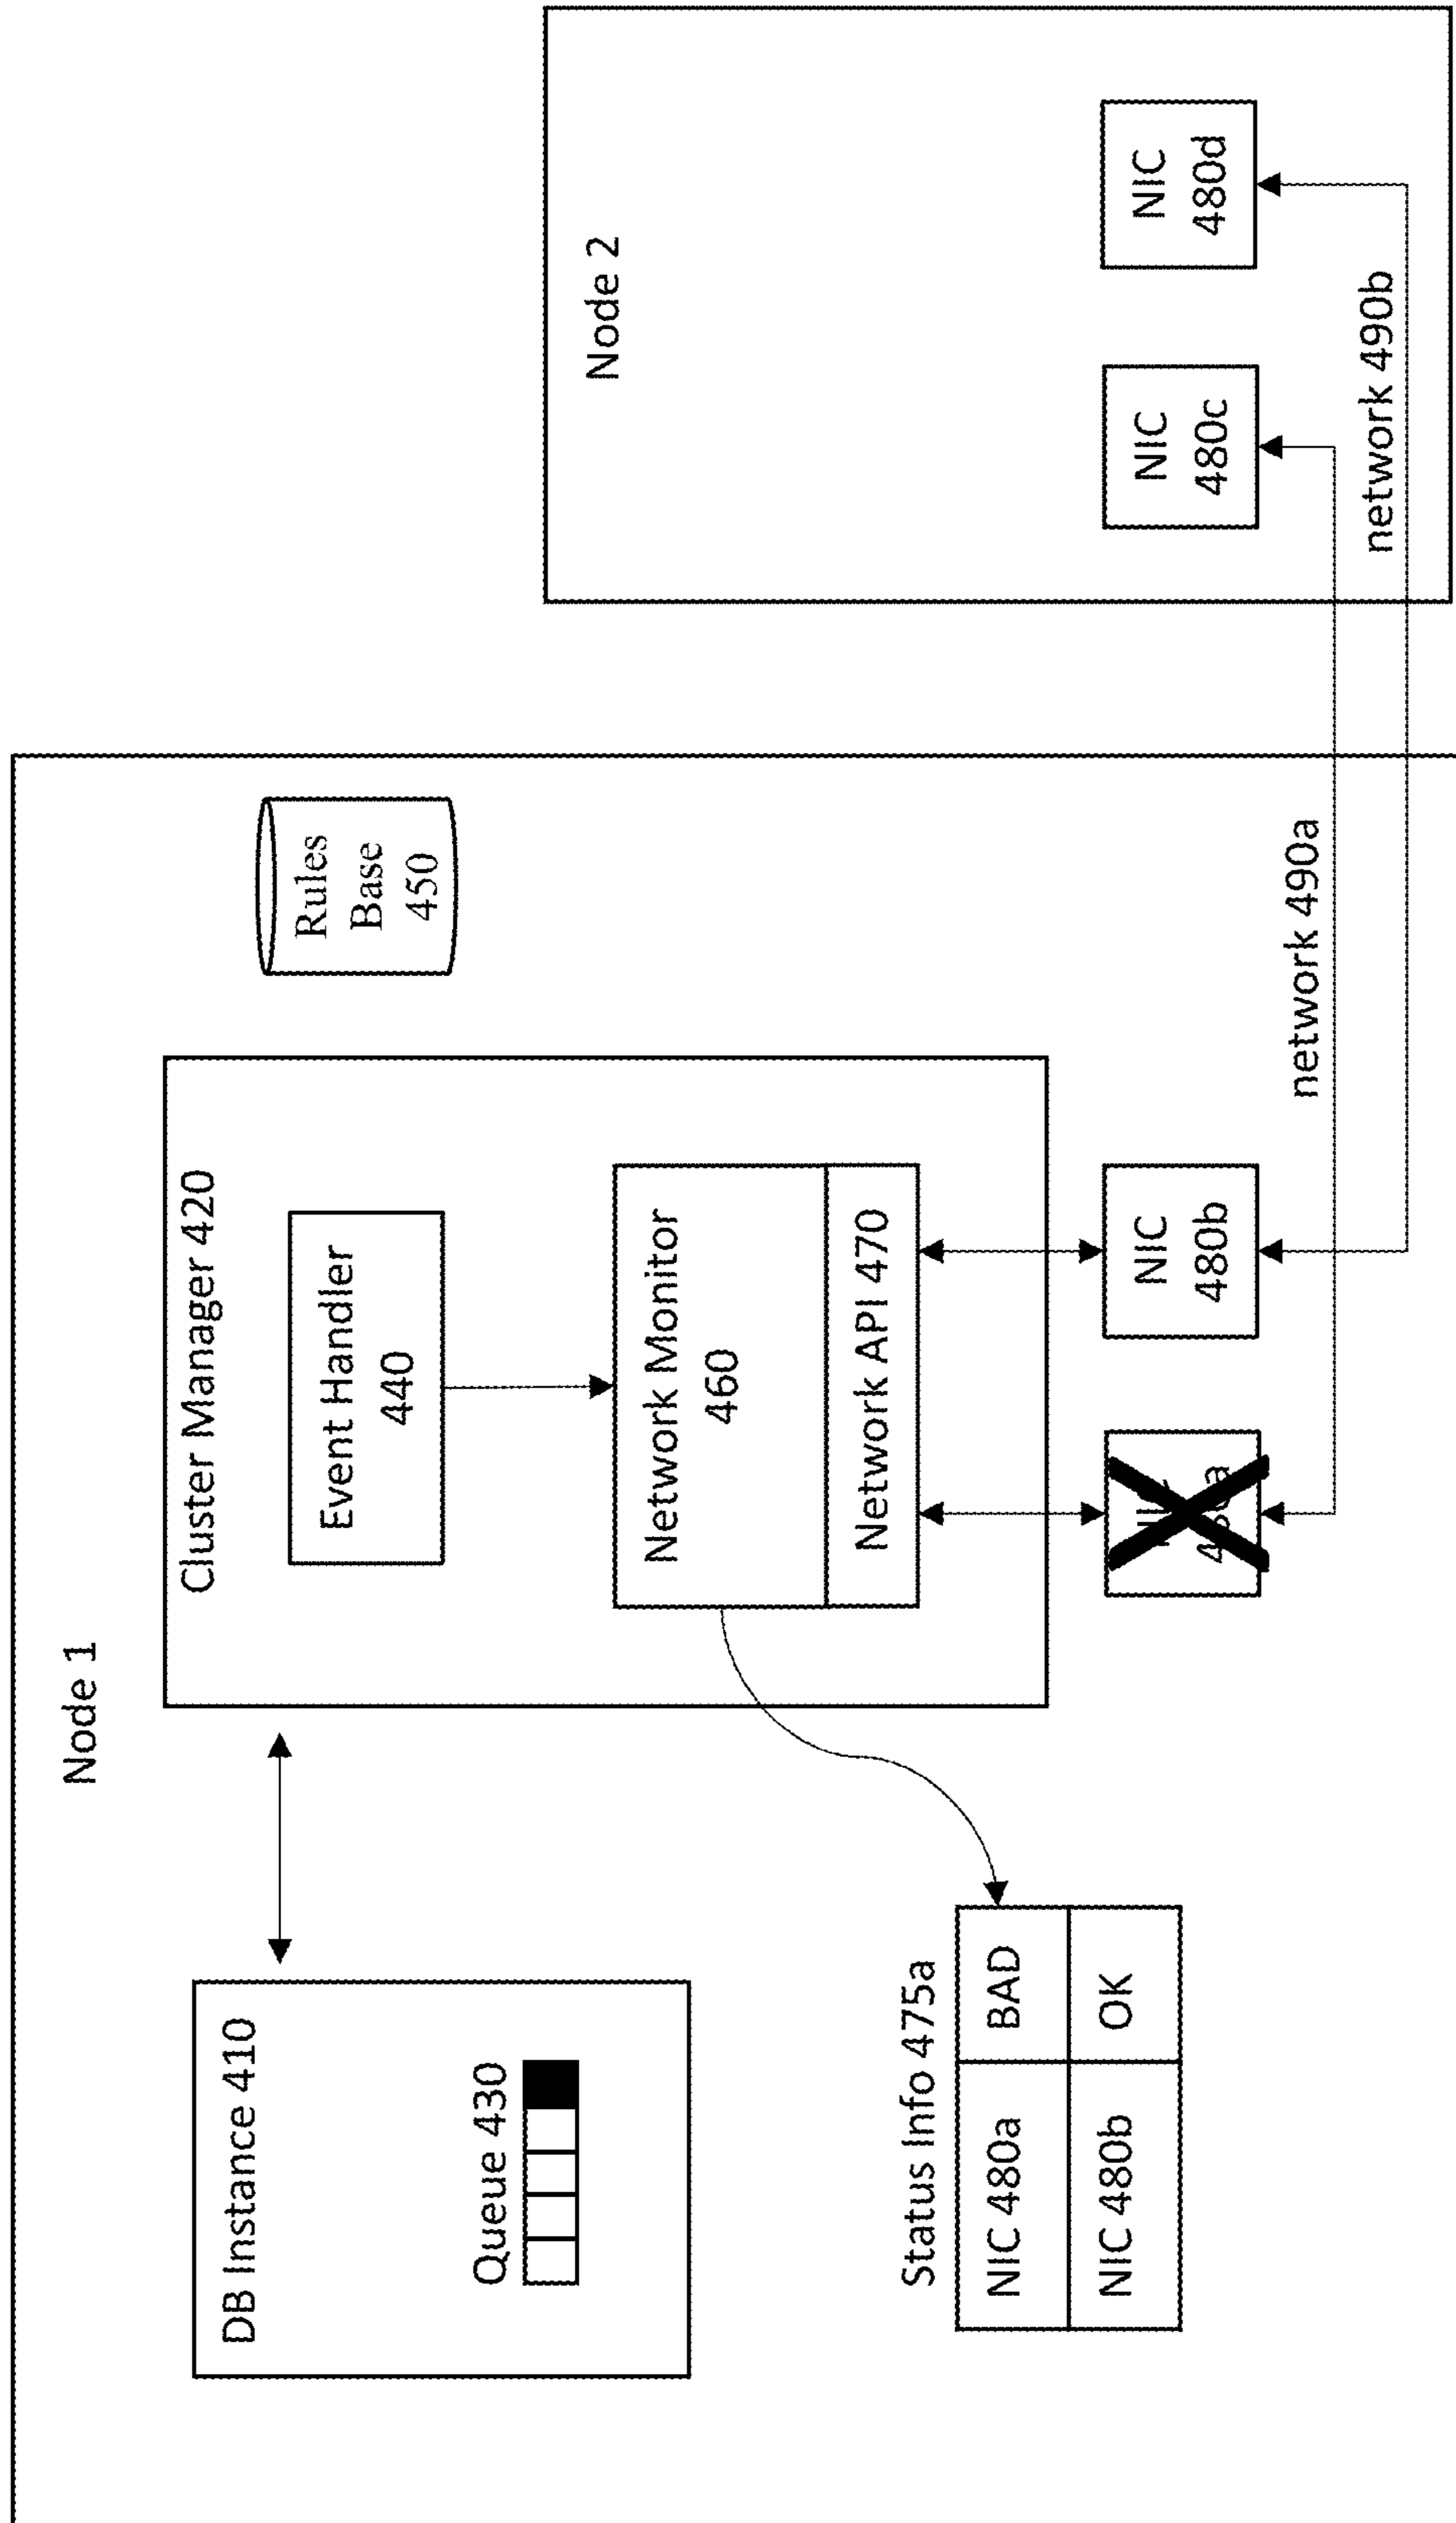 Node 1
DB Instance 410
Queue 430
Cluster Manager 420
Event Handler
440
Rules
Base
450
Network Monitor
460
Network API 470
Status Info 475a
NIC 480a
BAD
NIC 480b
OK
NIC
480b
network 490a
Node 2
NIC
480c
NIC
480d
network 490b